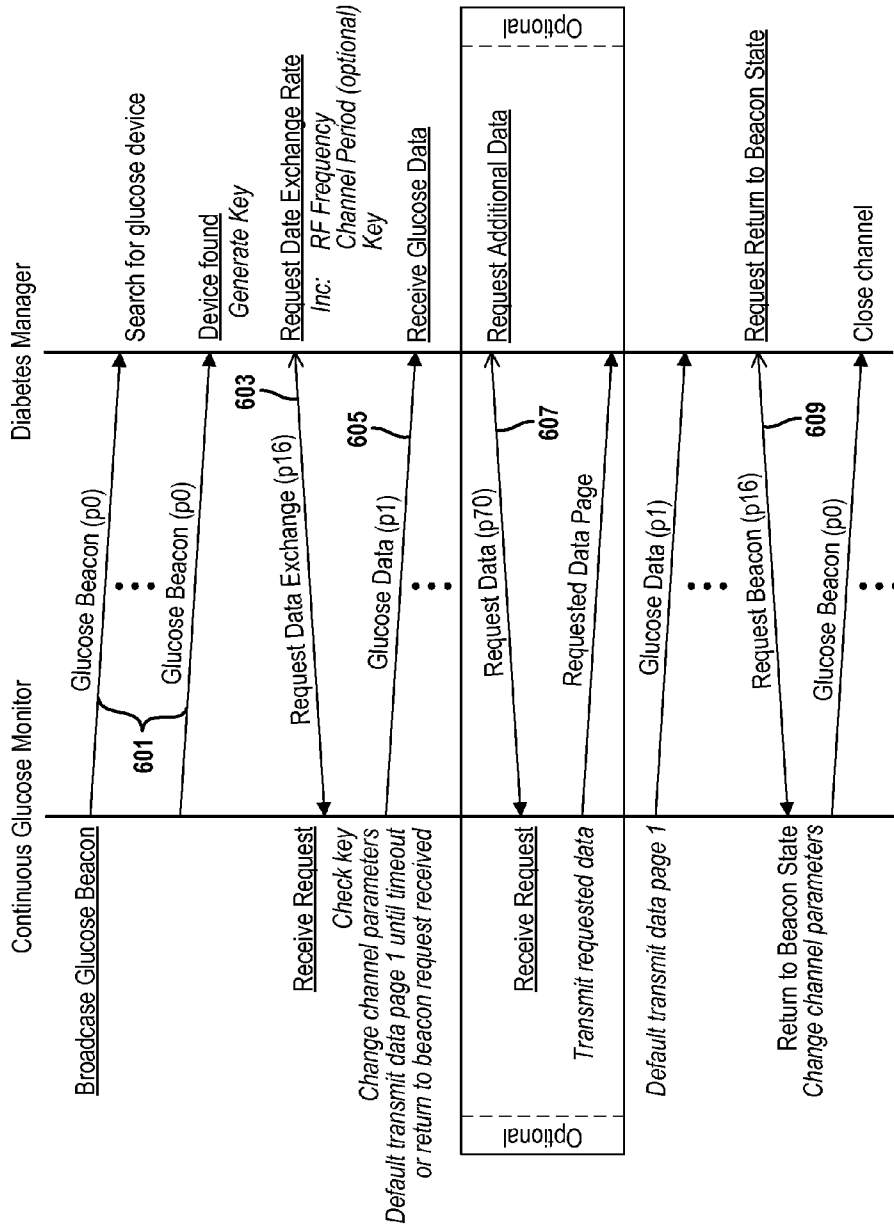 Continuous Glucose Monitor
Diabetes Manager
Broadcase Glucose Beacon
Glucose Beacon (p0)
Search for glucose device
601
Glucose Beacon (p0)
Device found
Generate Key
603
Request Date Exchange Rate
Inc: RF Frequency
Channel Period (optional)
Key
Request Data Exchange (p16)
Receive Request
Check key
Change channel parameters
Default transmit data page 1 until timeout
or return to beacon request received
605
Glucose Data (p1)
Receive Glucose Data
Optional
Optional
Request Additional Data
607
Request Data (p70)
Receive Request
Transmit requested data
Requested Data Page
Default transmit data page 1
Glucose Data (p1)
Request Return to Beacon State
609
Request Beacon (p16)
Return to Beacon State
Change channel parameters
Glucose Beacon (p0)
Close channel